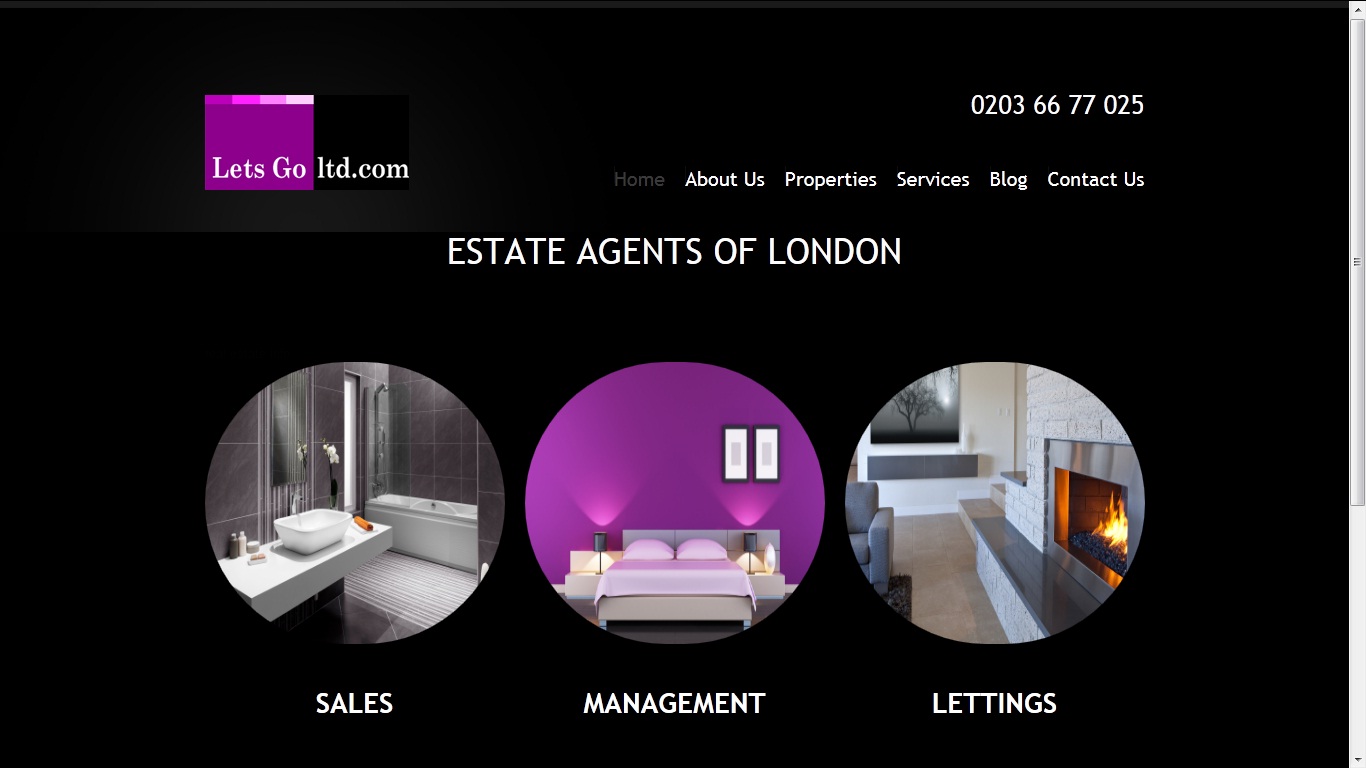 0203 66 77 025
Lets Go ltd.com
Home About Us Properties Services Blog Contact Us
ESTATE AGENTS OF LONDON
SALES MANAGEMENT LETTINGS